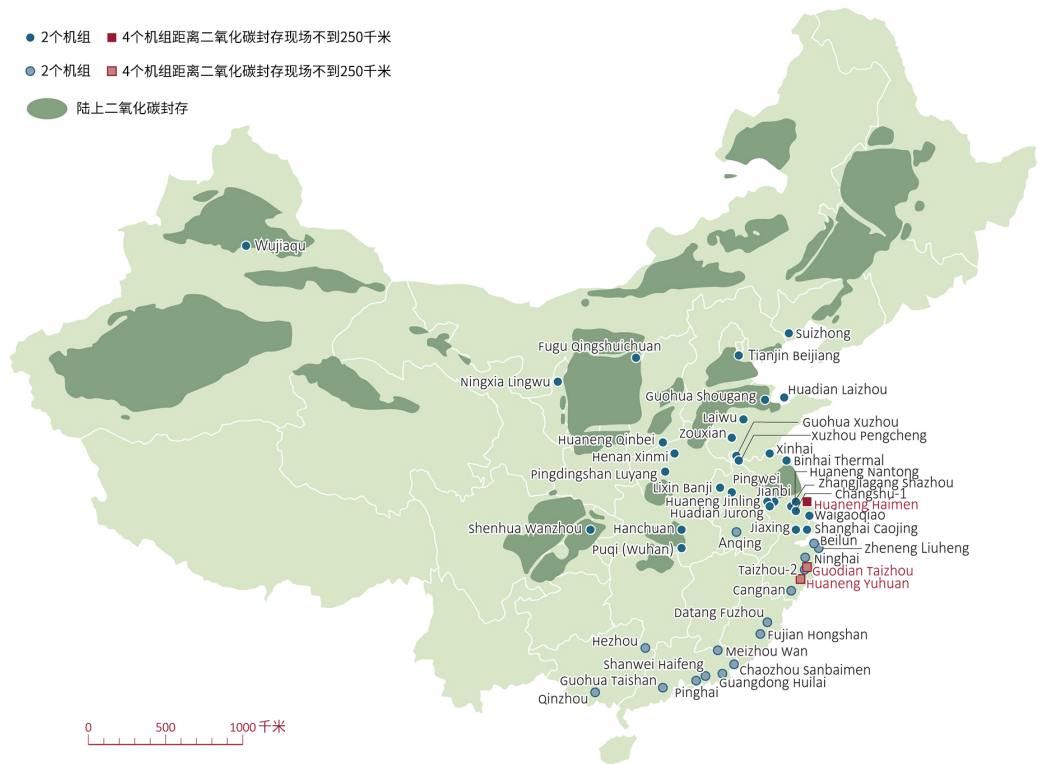 2个机组 4个机组距离二氧化碳封存现场不到250千米
2个机组 4个机组距离二氧化碳封存现场不到250千米
陆上二氧化碳封存
Wujiaqu
suizhong
Fugu Qingshuichuan
Tianjin Beijiang
Ningxia Lingwu
Huadian Laizhou
Guohua Shougang
Laiwu
Guohua Xuzhou
Zouxian
Xuzhou Pengcheng
Huaneng Qinbei
Xinhai
Henan Xinmi
Binhai Thermal
Pingdingshan Luyang
Huaneng Nantong
Pingwei
Zhangjiagang Shazhou
Lixin Banji
Jianbi
Changshu-1
Huaneng Jinling
Huaneng Haimen
Huadian Jurong
Waigaoqiao
Shenhua Wanzhou
Hanchuan
Jiaxing
Shanghai Caojing
Anqing
Beilun
Puqi (Wuhan)
Zheneng Liuheng
Ninghai
Taizhou-2
Guodian Taizhou
Huaneng Yuhuan
Cangnan
Datang Fuzhou
Fujian Hongshan
Hezhou
Meizhou Wan
Shanwei Haifeng
Chaozhou Sanbaimen
Guohua Taishan
Guangdong Huilai
Pinghai
Qinzhou
0 500 1000 千米